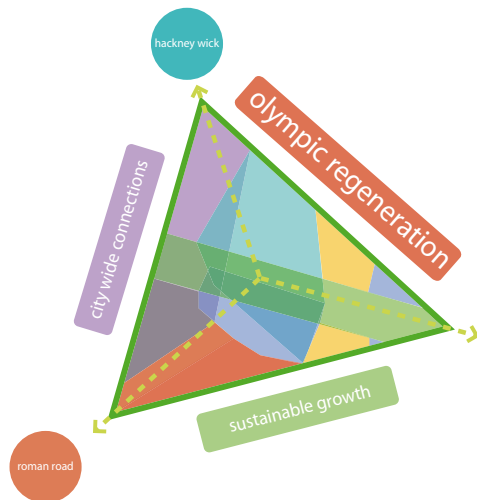 hackney wick
olympic regeneration
city wide connections
sustainable growth
roman road